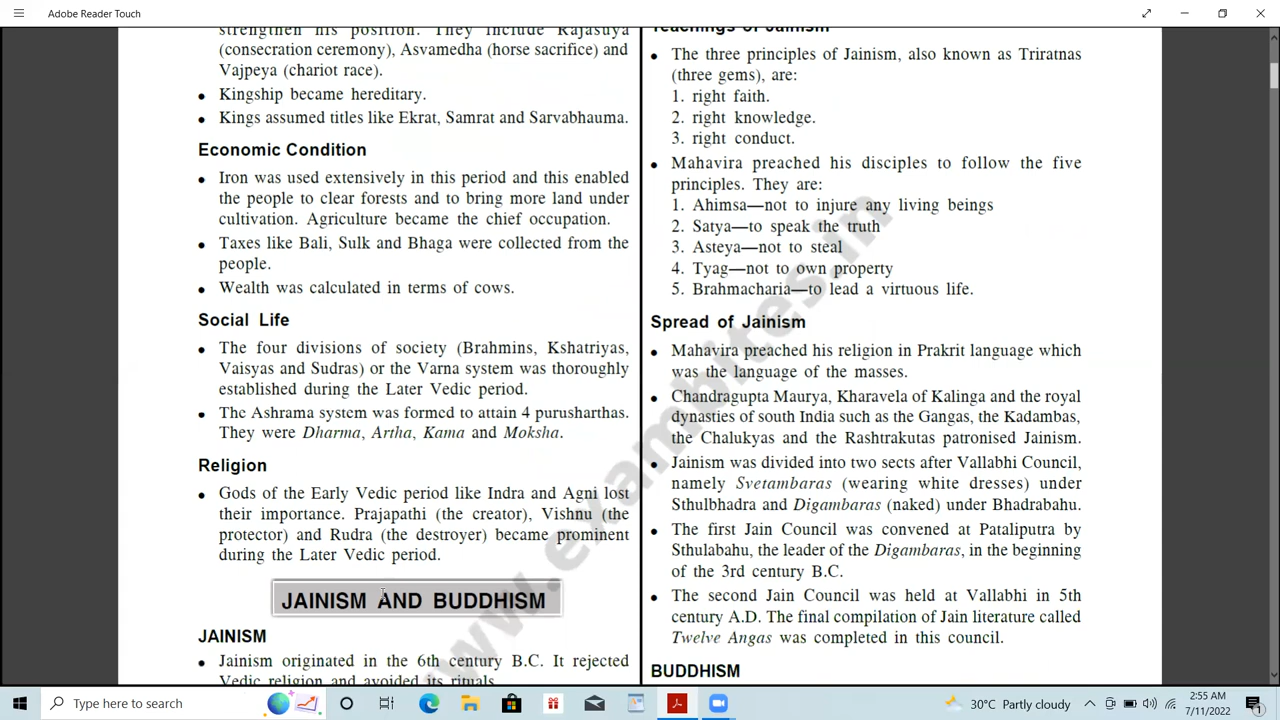 Adobe Reader Touch
strengthen his position. They include Rajasuya
(consecration ceremony), Asvamedha (horse sacrifice) and
Vajpeya (chariot race).
• Kingship became hereditary.
• Kings assumed titles like Ekrat, Samrat and Sarvabhauma.
Economic Condition
• Iron was used extensively in this period and this enabled
the people to clear forests and to bring more land under
cultivation. Agriculture became the chief occupation.
• Taxes like Bali, Sulk and Bhaga were collected from the
people.
• Wealth was calculated in terms of cows.
Social Life
• The four divisions of society (Brahmins, Kshatriyas,
Vaisyas and Sudras) or the Varna system was thoroughly
established during the Later Vedic period.
• The Ashrama system was formed to attain 4 purusharthas.
They were Dharma, Artha, Kama and Moksha.
Religion
• Gods of the Early Vedic period like Indra and Agni lost
their importance. Prajapathi (the creator), Vishnu (the
protector) and Rudra (the destroyer) became prominent
during the Later Vedic period.
JAINISM AND BUDDHISM
JAINISM
• Jainism originated in the 6th century B.C. It rejected
Vedic religion and avoided its rituals.
Teachings of Jainism
• The three principles of Jainism, also known as Triratnas
(three gems), are:
1. right faith.
2. right knowledge.
3. right conduct.
• Mahavira preached his disciples to follow the five
principles. They are:
1. Ahimsa—not to injure any living beings
2. Satya—to speak the truth
3. Asteya—not to steal
4. Tyag—not to own property
5. Brahmacharia—to lead a virtuous life.
Spread of Jainism
• Mahavira preached his religion in Prakrit language which
was the language of the masses.
• Chandragupta Maurya, Kharavela of Kalinga and the royal
dynasties of south India such as the Gangas, the Kadambas,
the Chalukyas and the Rashtrakutas patronised Jainism.
• Jainism was divided into two sects after Vallabhi Council,
namely Svetambaras (wearing white dresses) under
Sthulbhadra and Digambaras (naked) under Bhadrabahu.
• The first Jain Council was convened at Pataliputra by
Sthulabahu, the leader of the Digambaras, in the beginning
of the 3rd century B.C.
• The second Jain Council was held at Vallabhi in 5th
century A.D. The final compilation of Jain literature called
Twelve Angas was completed in this council.
BUDDHISM
www.exambites.in
Type here to search
30°C Partly cloudy
2:55 AM
7/11/2022
1